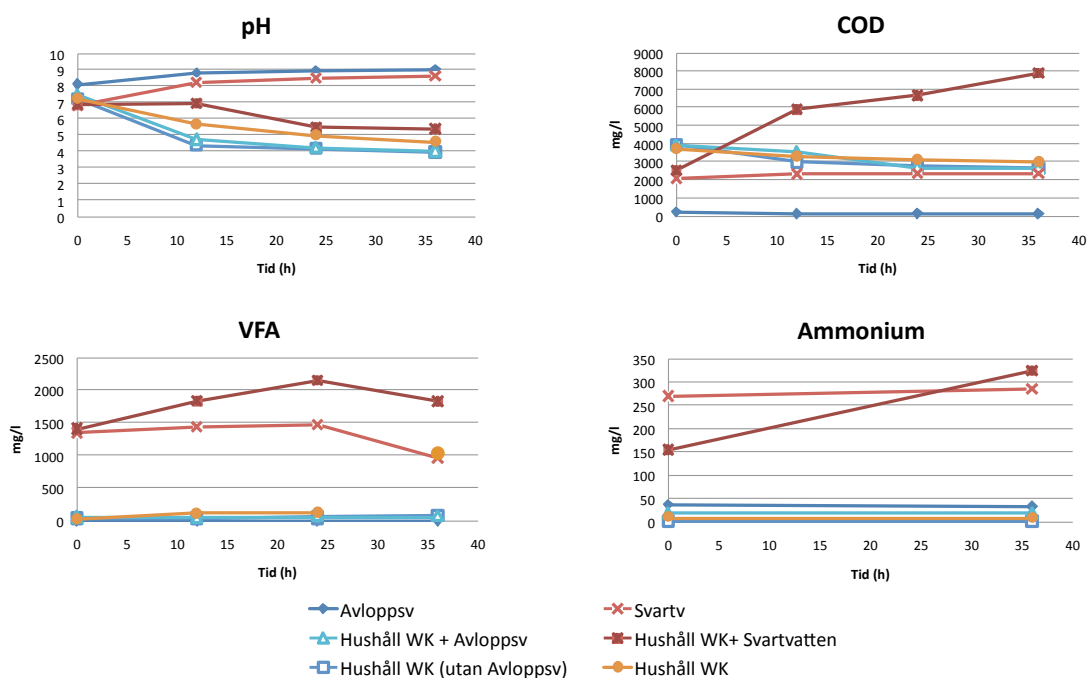 pH
10
9
8
7
6
5
4
3
2
1
0
0 5 10 15 20 25 30 35 40
Tid (h)
COD
mg/l
9000
8000
7000
6000
5000
4000
3000
2000
1000
0
0 5 10 15 20 25 30 35 40
Tid (h)
VFA
mg/l
2500
2000
1500
1000
500
0
0 5 10 15 20 25 30 35 40
Tid (h)
Ammonium
mg/l
350
300
250
200
150
100
50
0
0 5 10 15 20 25 30 35 40
Tid (h)
Avloppsv
Svartv
Hushåll WK + Avloppsv
Hushåll WK+ Svartvatten
Hushåll WK (utan Avloppsv)
Hushåll WK